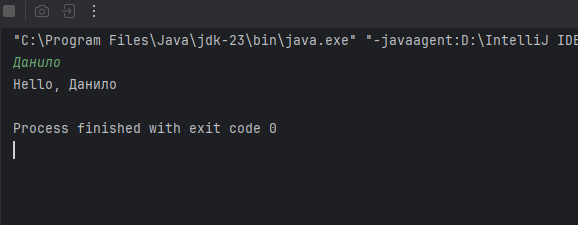 "C:\Program Files\Java\jdk-23\bin\java.exe" "-javaagent:D:\IntelliJ IDE
Данило
Hello, Данило
Process finished with exit code 0